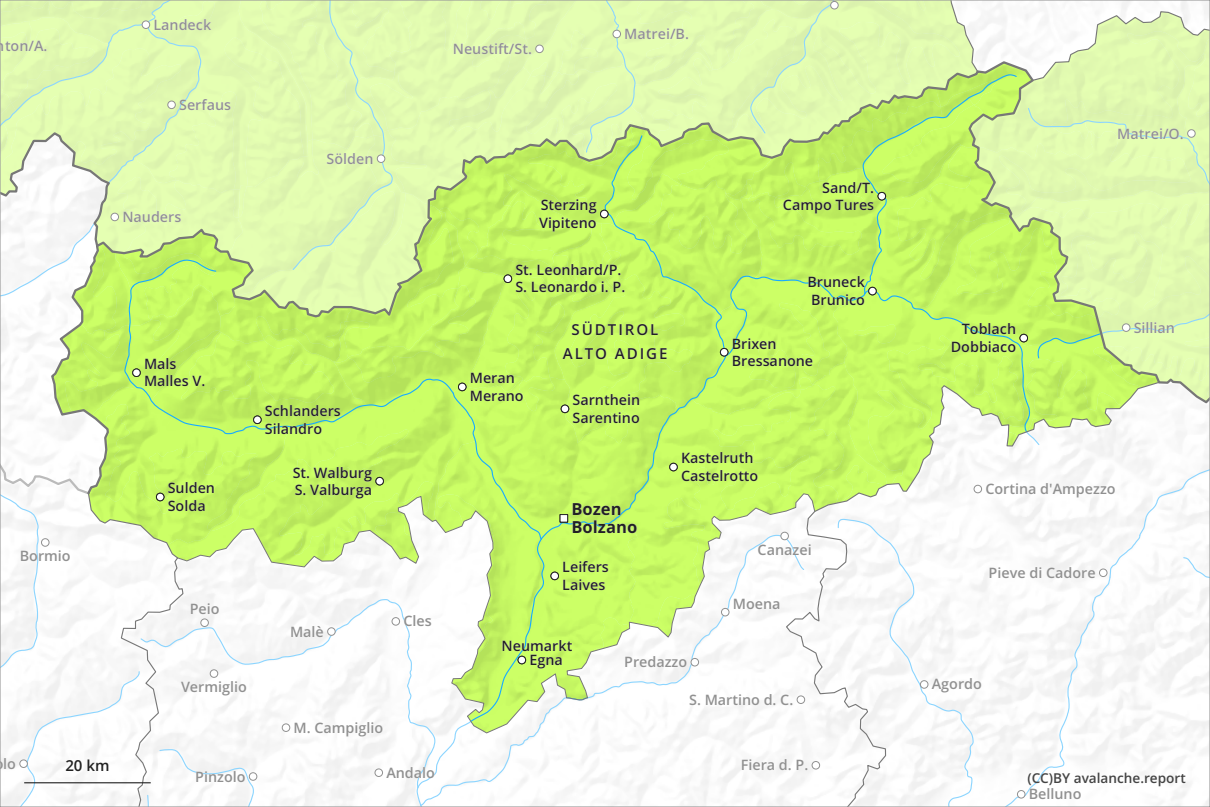 Landeck
nton/A.
Neustift/St.
Matrei/B.
Serfaus
Matrei/O.
Sölden
Nauders
Sand/T.
Campo Tures
Sterzing
Vipiteno
St. Leonhard/P.
S. Leonardo i. P.
Bruneck
Brunico
SÜDTIROL
ALTO ADIGE
Toblach
Dobbiaco
Sillian
Brixen
Bressanone
Mals
Malles V.
Meran
Merano
Schlanders
Silandro
Sarnthein
Sarentino
St. Walburg
S. Valburga
Kastelruth
Castelrotto
Sulden
Solda
Cortina d'Ampezzo
Bozen
Bolzano
Bormio
Canazei
Leifers
Laives
Pieve di Cadore
Peio
Moena
Malè
Cles
Neumarkt
Egna
Predazzo
Vermiglio
Agordo
S. Martino d. C.
M. Campiglio
20 km
olo
Pinzolo
Andalo
Fiera d. P.
(CC)BY avalanche.report
Belluno